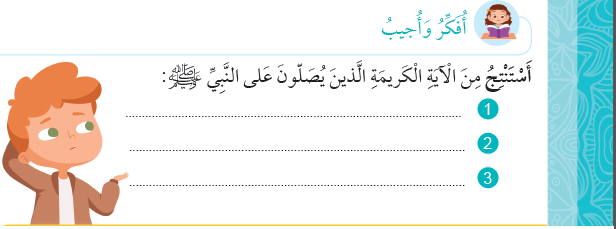 أُفَكِّرُ وَأُجيبُ
أَسْتَنْتِجُ مِنَ الْآيَةِ الْكَريمَةِ الَّذينَ يُصَلّونَ عَلى النَّبِيِّ ﷺ:
1
2
3